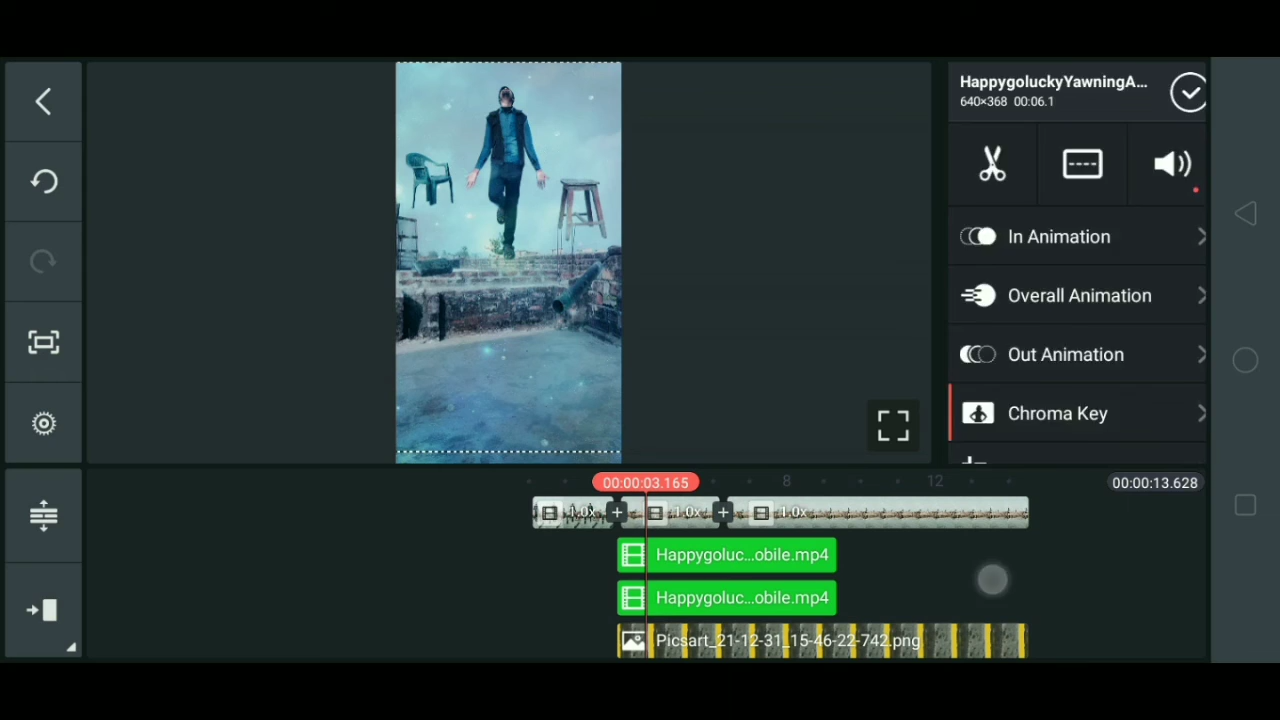 HappygoluckyYawningA...
640×368 00:06.1
In Animation
Overall Animation
Out Animation
Chroma Key
00:00:03.165
8
12
00:00:13.628
1.0x
1.0x
1.0x
Happygoluc...obile.mp4
Happygoluc...obile.mp4
Picsart_21-12-31_15-46-22-742.png